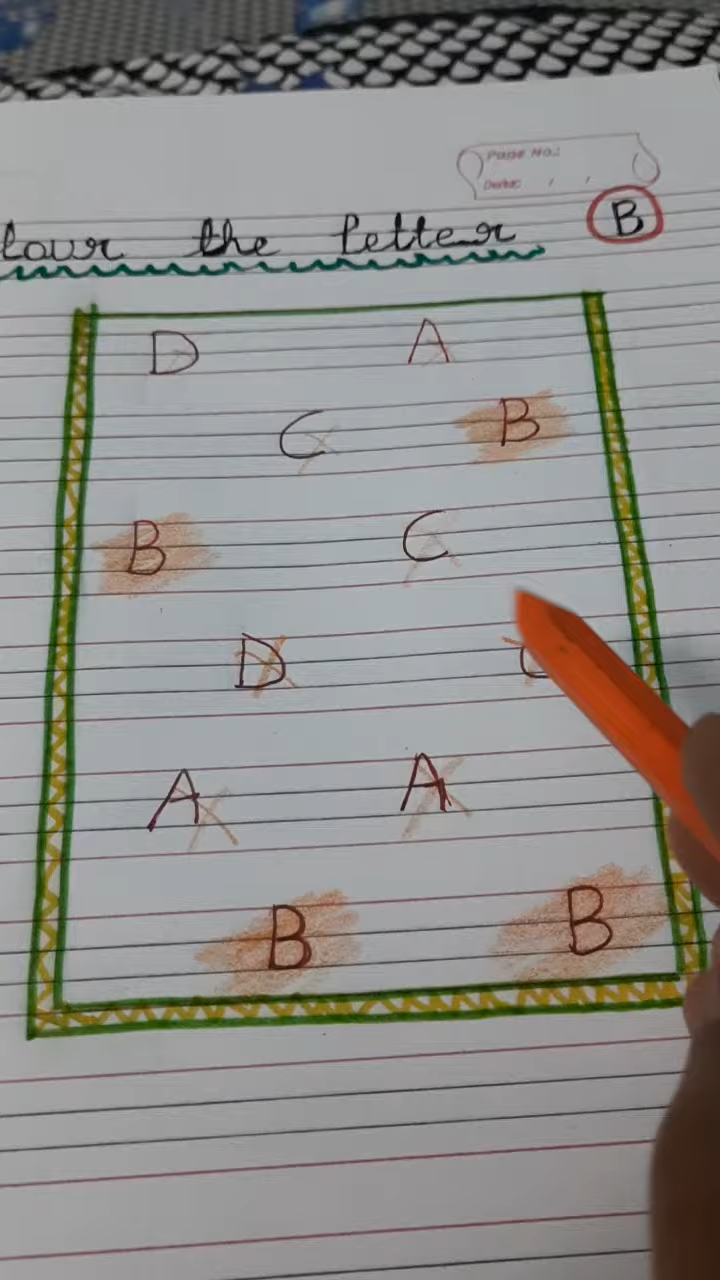 Page No.:
Date: / /
lour the letter B
D A
C B
B C
D
A A
B B